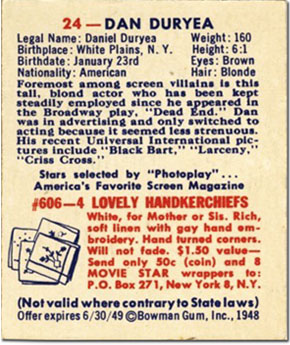 24 — DAN DURYEA
Legal Name: Daniel Duryea Weight: 160
Birthplace: White Plains, N. Y. Height: 6:1
Birthdate: January 23rd Eyes: Brown
Nationality: American Hair: Blonde
Foremost among screen villains is this
tall, blond actor who has been kept
steadily employed since he appeared in
the Broadway play, "Dead End." Dan
was in advertising and only switched to
acting because it seemed less strenuous.
His recent Universal International pic-
tures include "Black Bart," "Larceny,"
"Criss Cross."
Stars selected by "Photoplay"...
America's Favorite Screen Magazine
#606—4 LOVELY HANDKERCHIEFS
White, for Mother or Sis. Rich,
soft linen with gay hand em-
broidery. Hand turned corners.
Will not fade. $1.50 value—
Send only 50c (coin) and 8
MOVIE STAR wrappers to:
P.O. Box 271, New York 8, N.Y.
(Not valid where contrary to State laws)
Offer expires 6/30/49 ©Bowman Gum, Inc., 1948